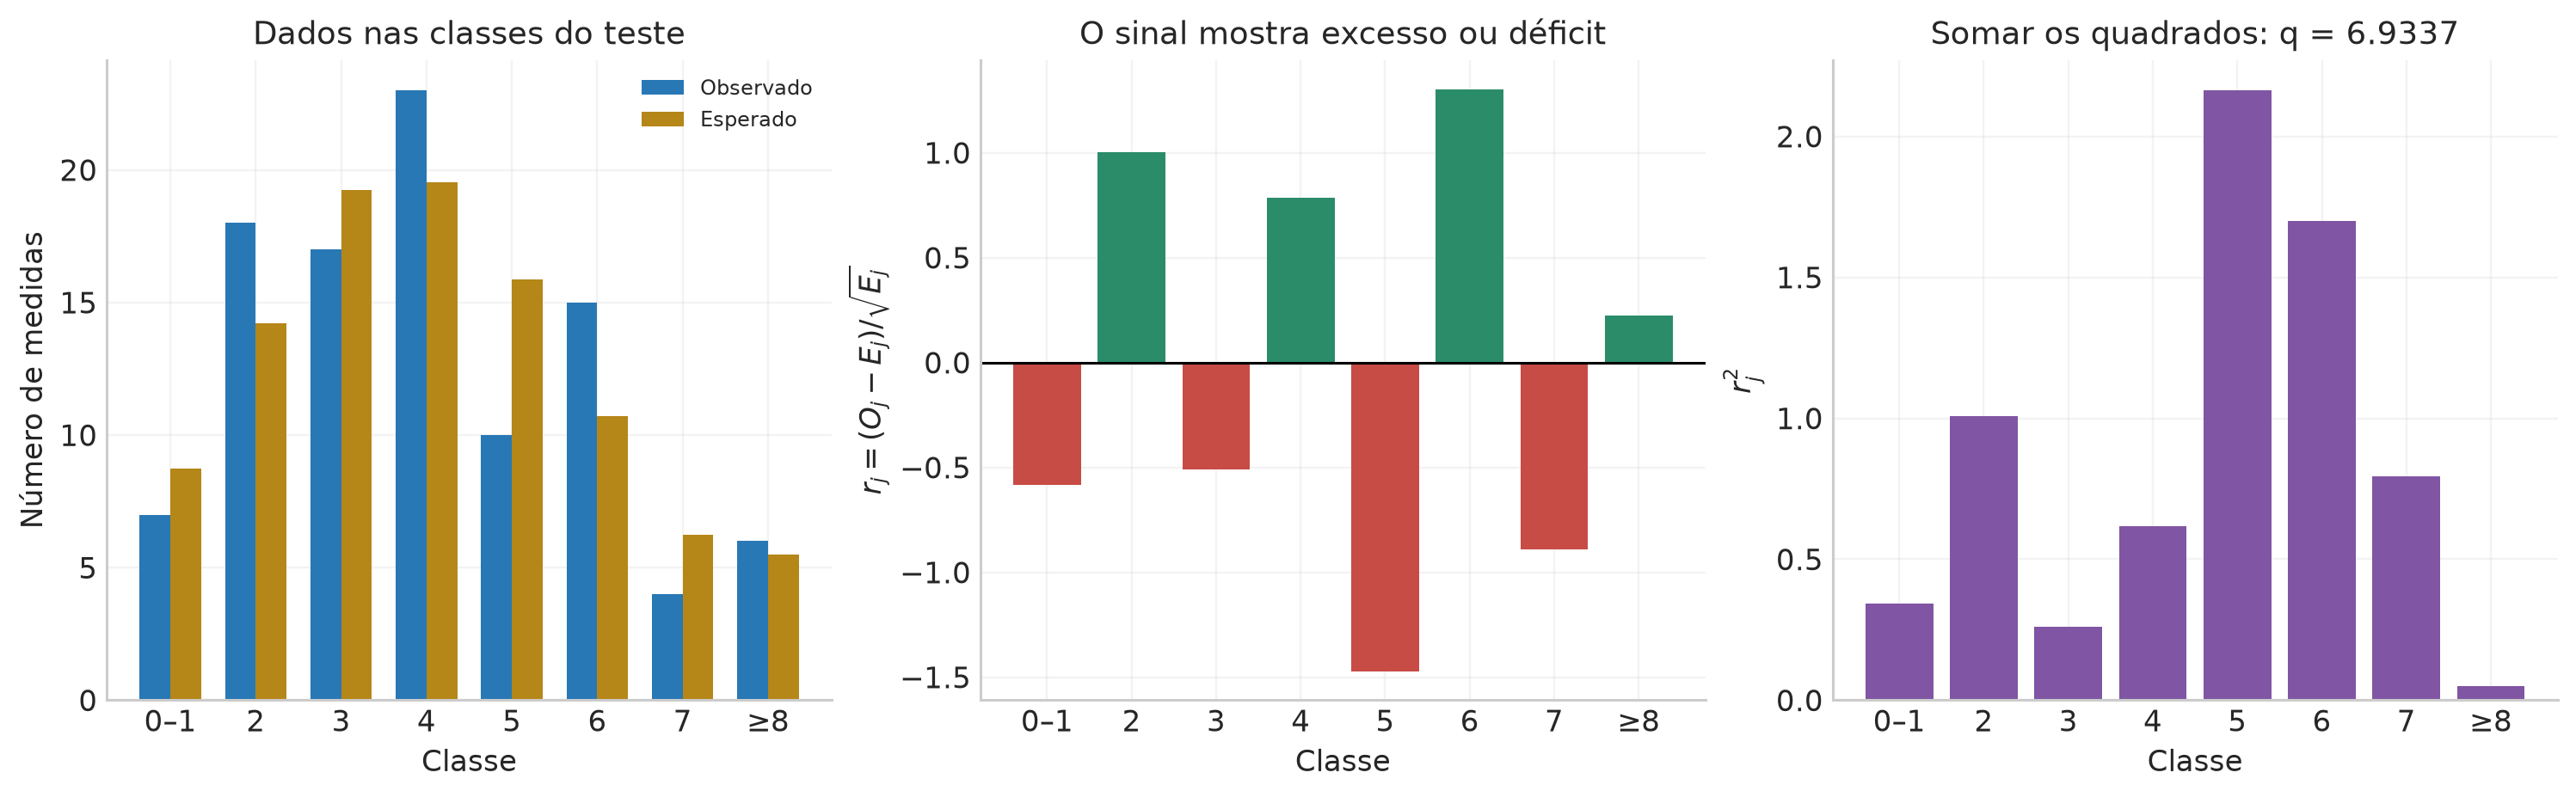 Dados nas classes do teste
Observado
Esperado
Número de medidas
20
15
10
5
0
0–1 2 3 4 5 6 7 ≥8
Classe
O sinal mostra excesso ou déficit
r_j = (O_j − E_j)/√E_j
1.0
0.5
0.0
−0.5
−1.0
−1.5
0–1 2 3 4 5 6 7 ≥8
Classe
Somar os quadrados: q = 6.9337
r_j^2
2.0
1.5
1.0
0.5
0.0
0–1 2 3 4 5 6 7 ≥8
Classe